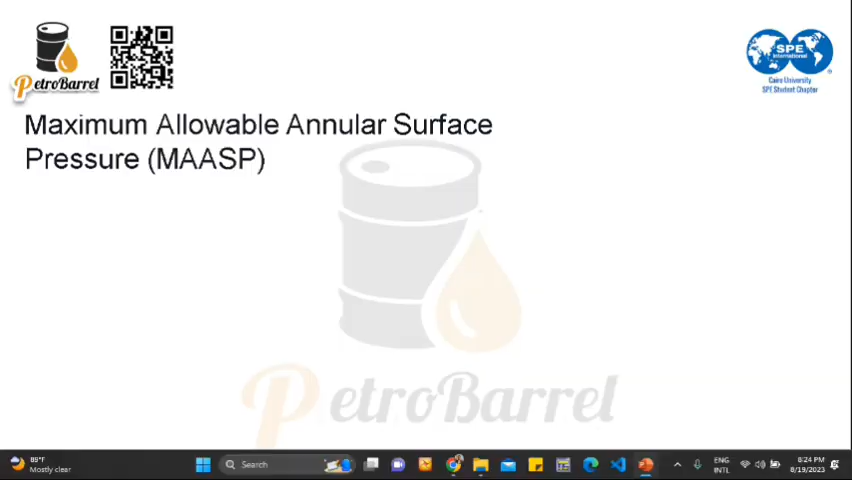 PetroBarrel
SPE
International
Cairo University
SPE Student Chapter
Maximum Allowable Annular Surface
Pressure (MAASP)
PetroBarrel
89°F
Mostly clear
Search
ENG
INTL
8:24 PM
8/19/2023